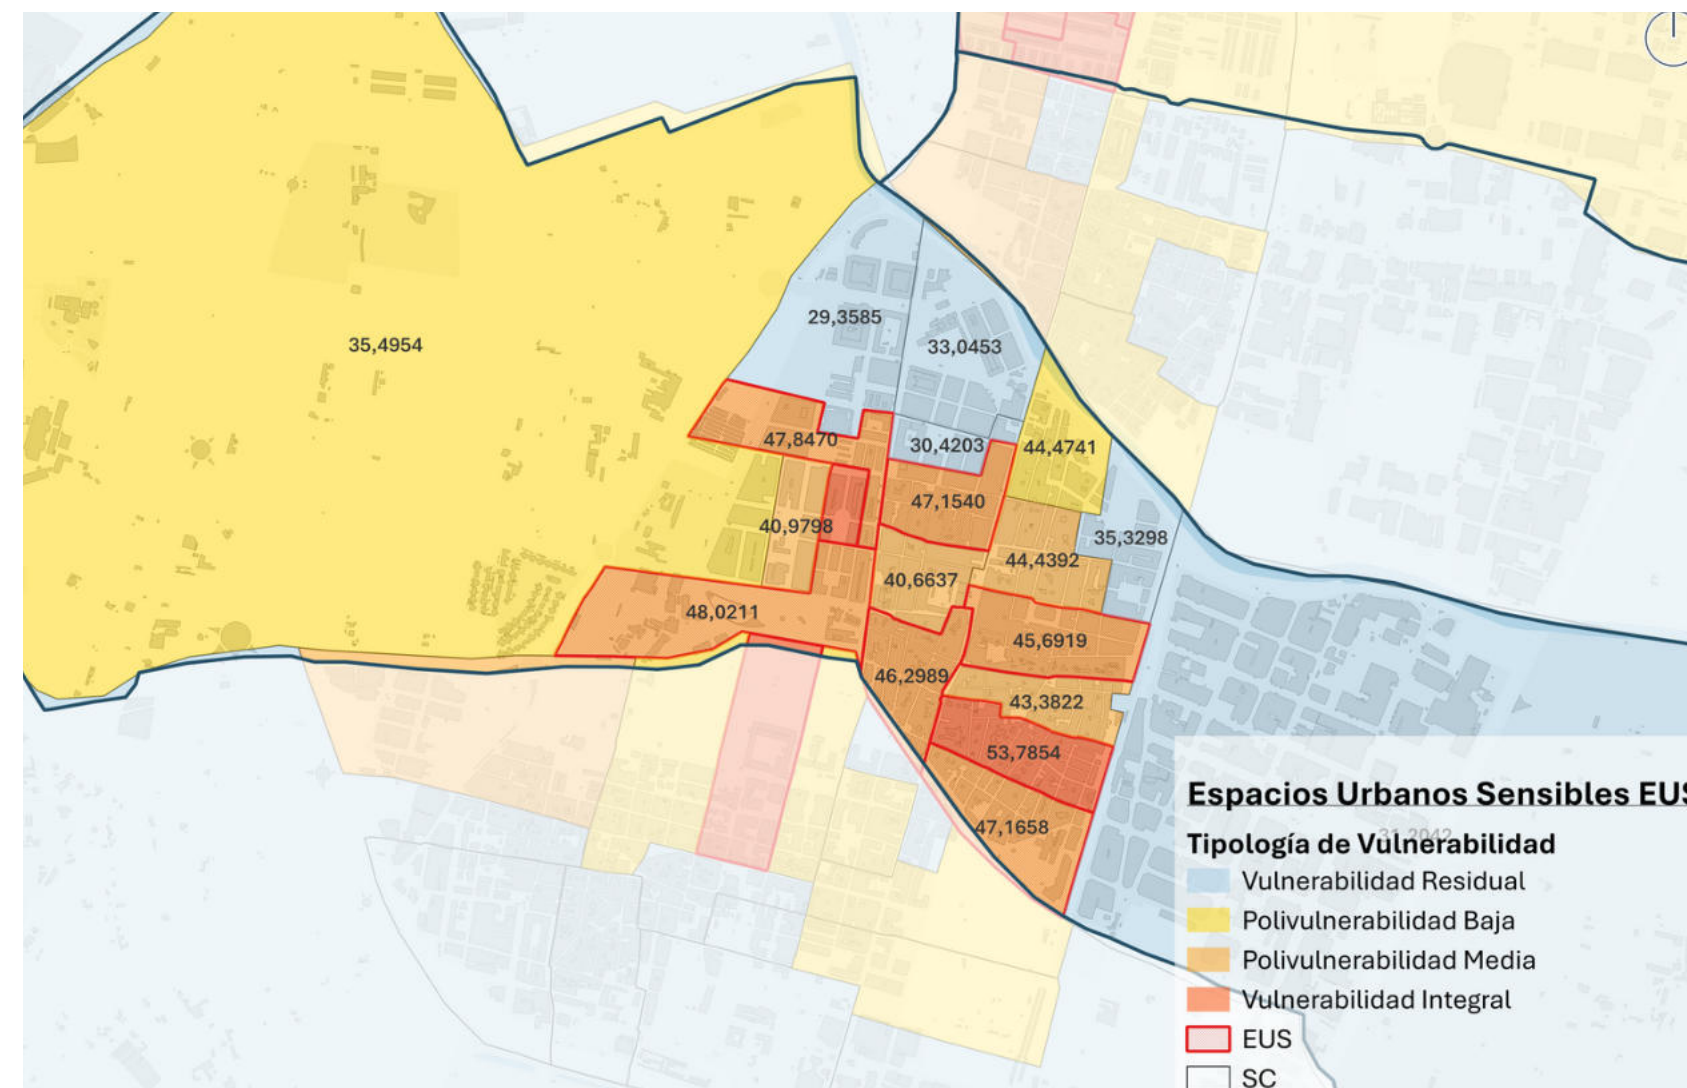 29,3585
33,0453
35,4954
47,8470
30,4203
44,4741
47,1540
40,9798
35,3298
44,4392
40,6637
48,0211
45,6919
46,2989
43,3822
53,7854
47,1658
Espacios Urbanos Sensibles EUS
31,2042
Tipología de Vulnerabilidad
Vulnerabilidad Residual
Polivulnerabilidad Baja
Polivulnerabilidad Media
Vulnerabilidad Integral
EUS
SC